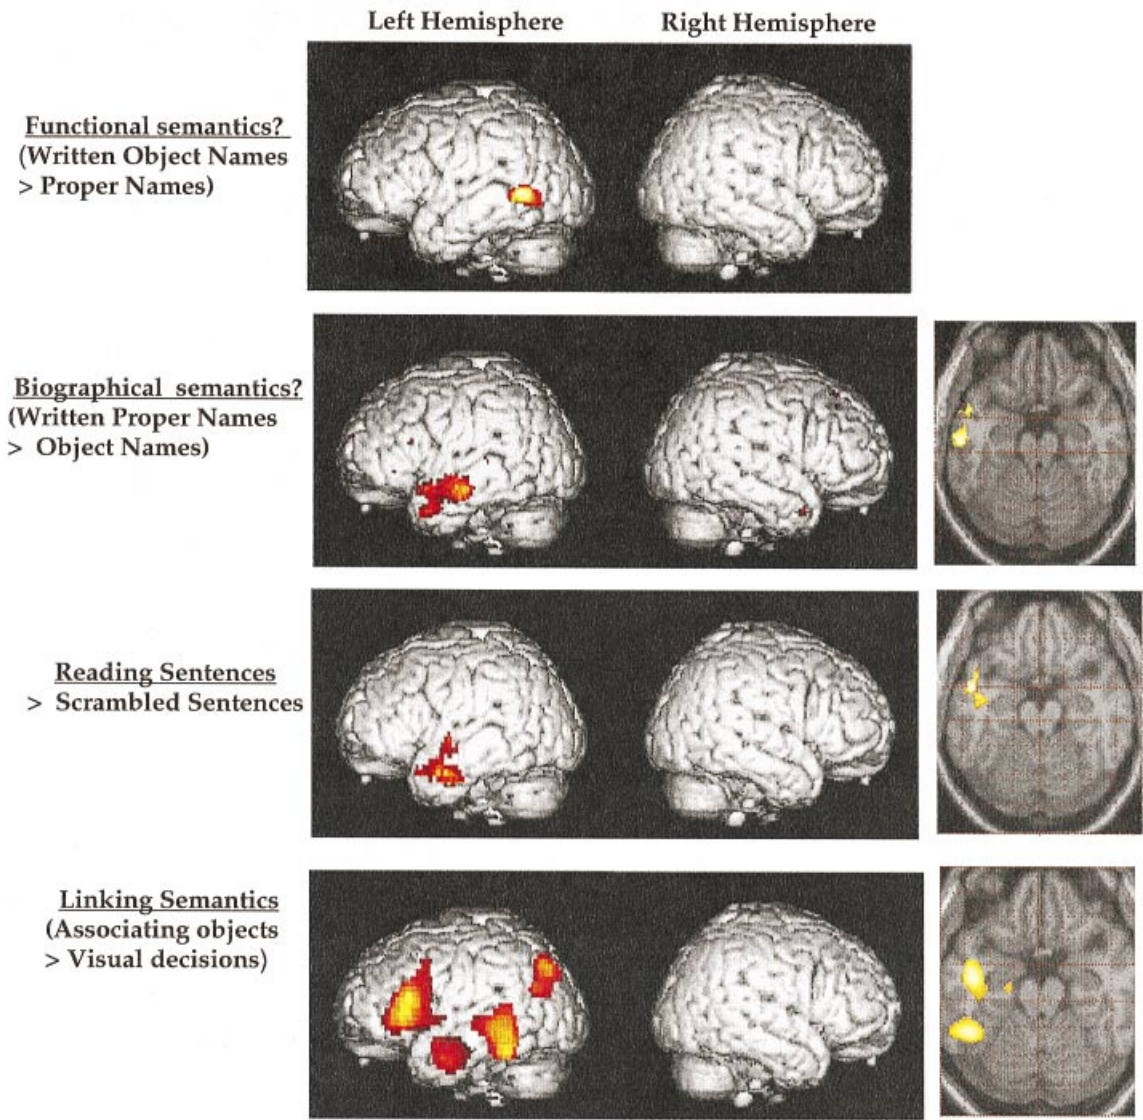 Left Hemisphere Right Hemisphere
Functional semantics?
(Written Object Names
> Proper Names)
Biographical semantics?
(Written Proper Names
> Object Names)
Reading Sentences
> Scrambled Sentences
Linking Semantics
(Associating objects
> Visual decisions)